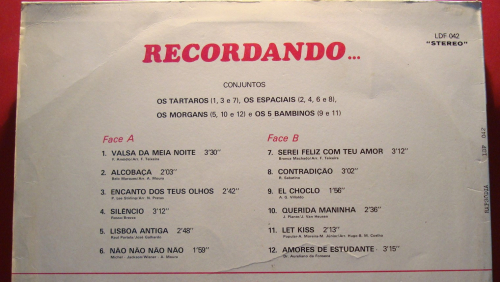 LDF 042
"STEREO"
RECORDANDO...
CONJUNTOS
OS TARTAROS (1, 3 e 7), OS ESPACIAIS (2, 4, 6 e 8),
OS MORGANS (5, 10 e 12) e OS 5 BAMBINOS (9 e 11)
Face A
1. VALSA DA MEIA NOITE 3'30"
2. ALCOBAÇA 2'03"
3. ENCANTO DOS TEUS OLHOS 2'42"
4. SILÊNCIO 3'12"
5. LISBOA ANTIGA 2'48"
6. NÃO NÃO NÃO NÃO 1'59"
Face B
7. SEREI FELIZ COM TEU AMOR 3'12"
8. CONTRADIÇÃO 3'02"
9. EL CHOCLO 1'56"
A. G. Villoldo
10. QUERIDA MANINHA 2'36"
11. LET KISS 2'13"
12. AMORES DE ESTUDANTE 3'15"
LDF 042